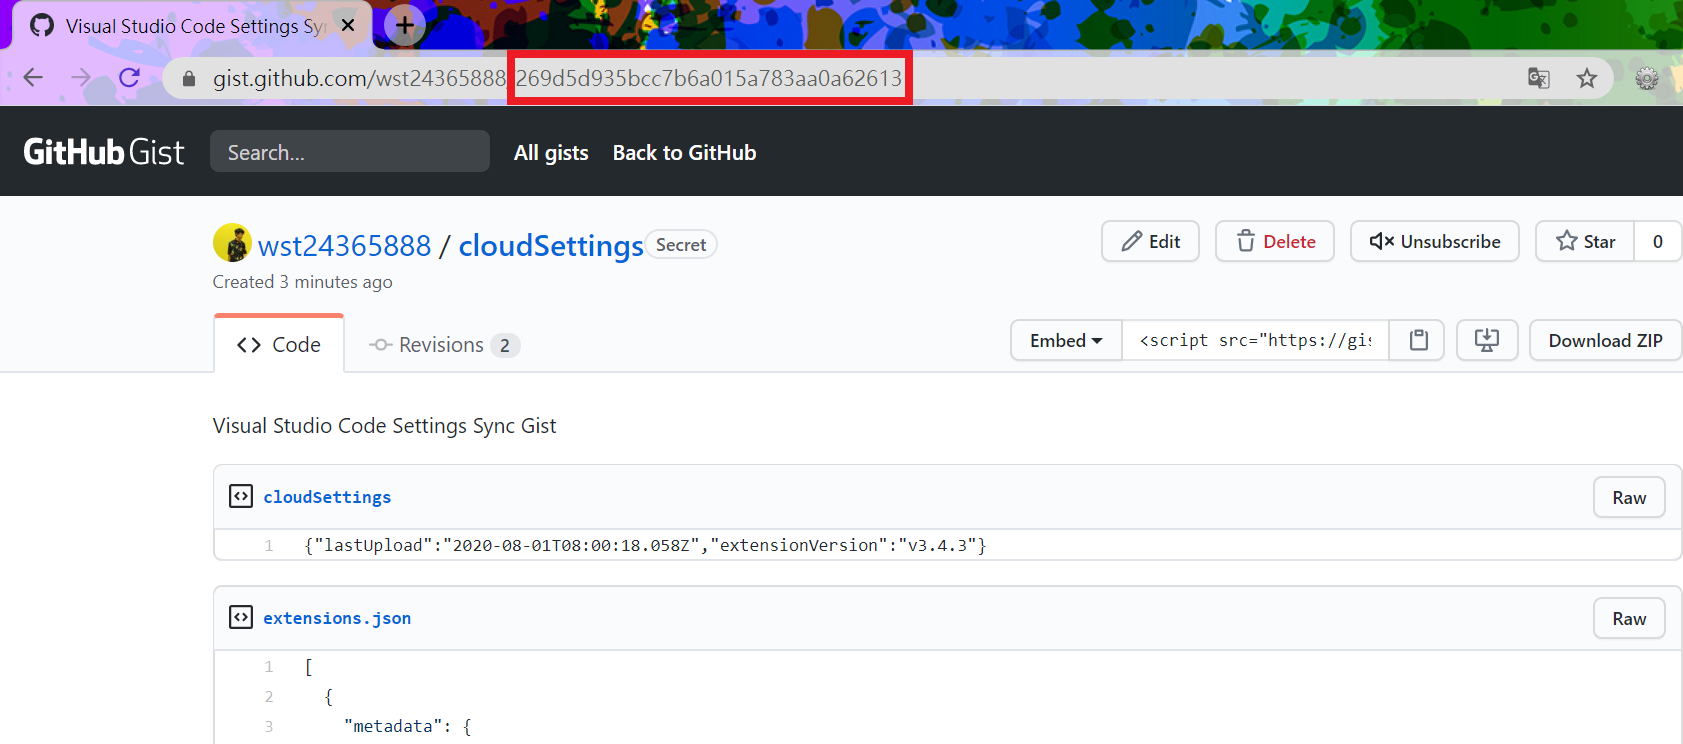 Visual Studio Code Settings Sy
gist.github.com/wst24365888/269d5d935bcc7b6a015a783aa0a62613
GitHub Gist
Search...
All gists
Back to GitHub
wst24365888 / cloudSettings
Secret
Edit
Delete
Unsubscribe
Star
0
Created 3 minutes ago
Code
Revisions 2
Embed
<script src="https://gis
Download ZIP
Visual Studio Code Settings Sync Gist
cloudSettings
Raw
1 {"lastUpload":"2020-08-01T08:00:18.058Z","extensionVersion":"v3.4.3"}
extensions.json
Raw
1 [
2 {
3 "metadata": {